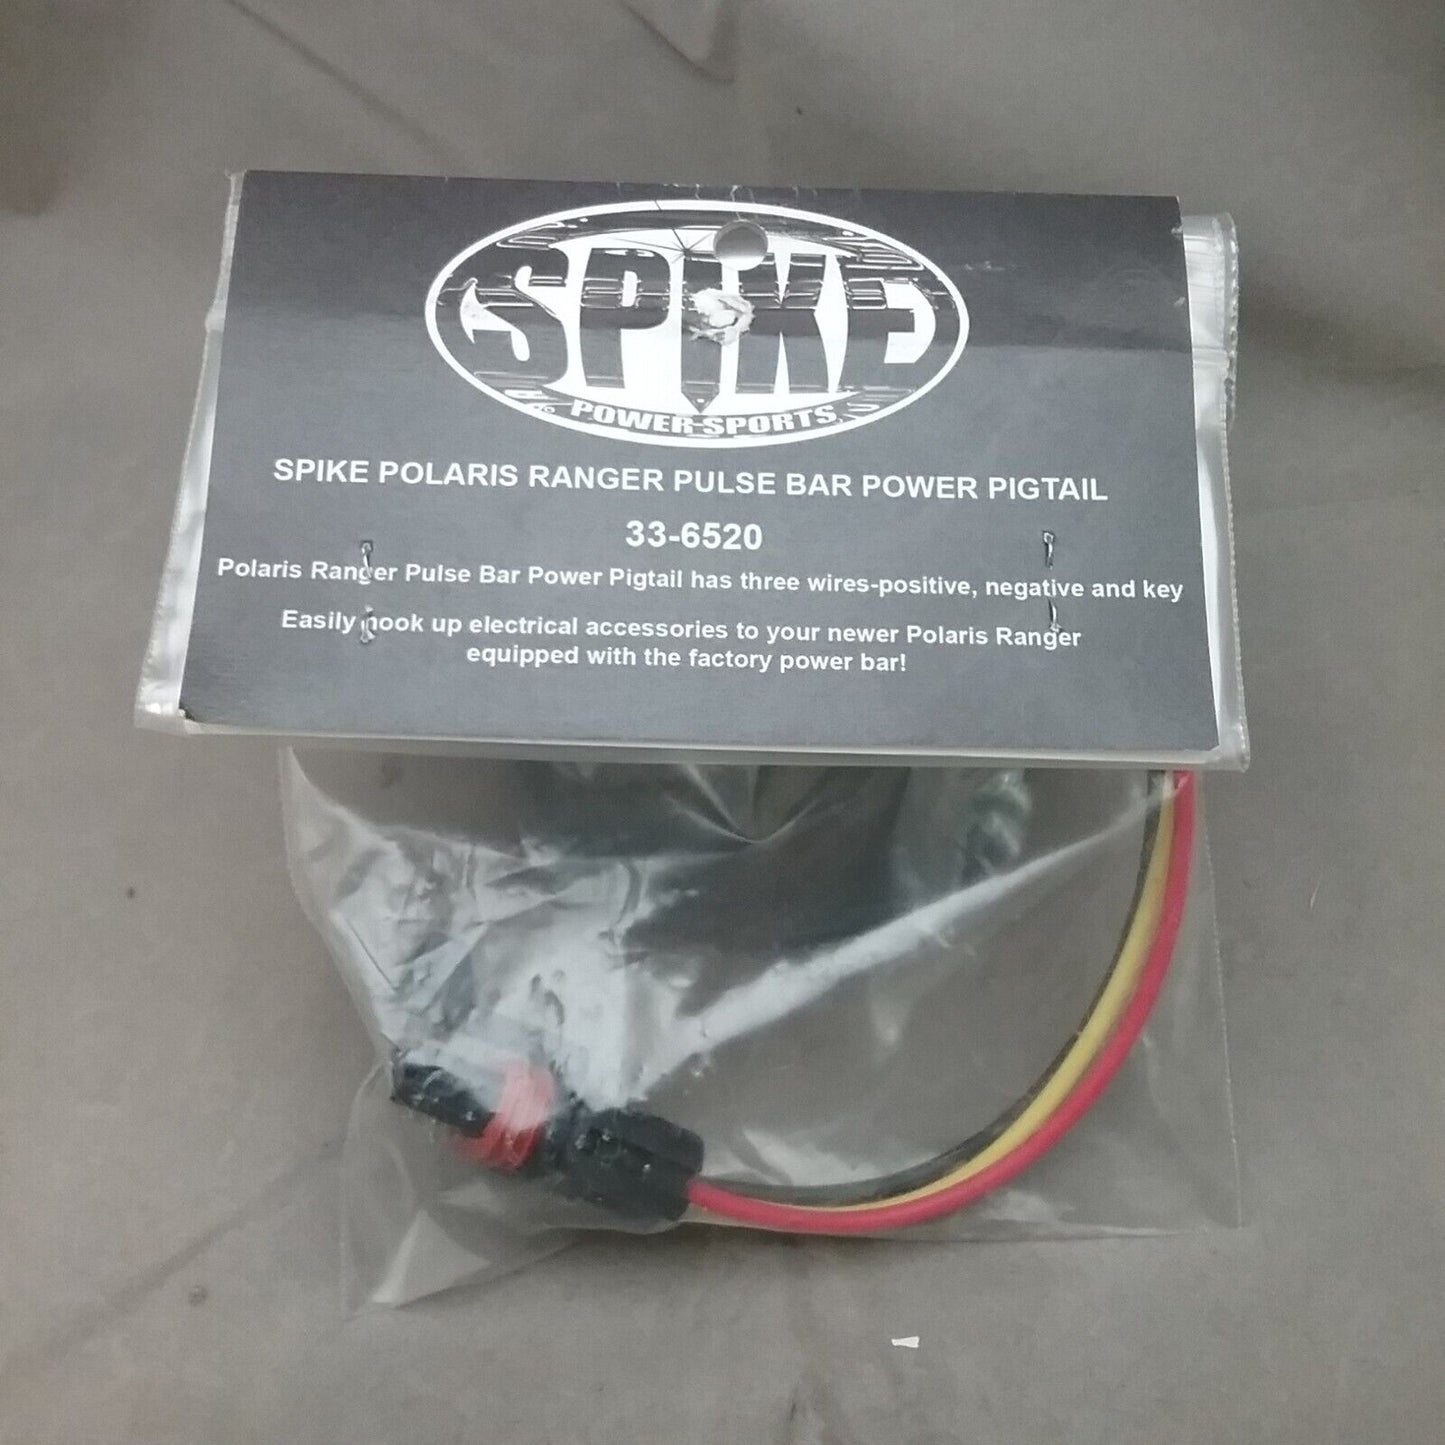 SPIKE
POWERSPORTS
SPIKE POLARIS RANGER PULSE BAR POWER PIGTAIL
33-6520
Polaris Ranger Pulse Bar Power Pigtail has three wires-positive, negative and key
Easily hook up electrical accessories to your newer Polaris Ranger
equipped with the factory power bar!